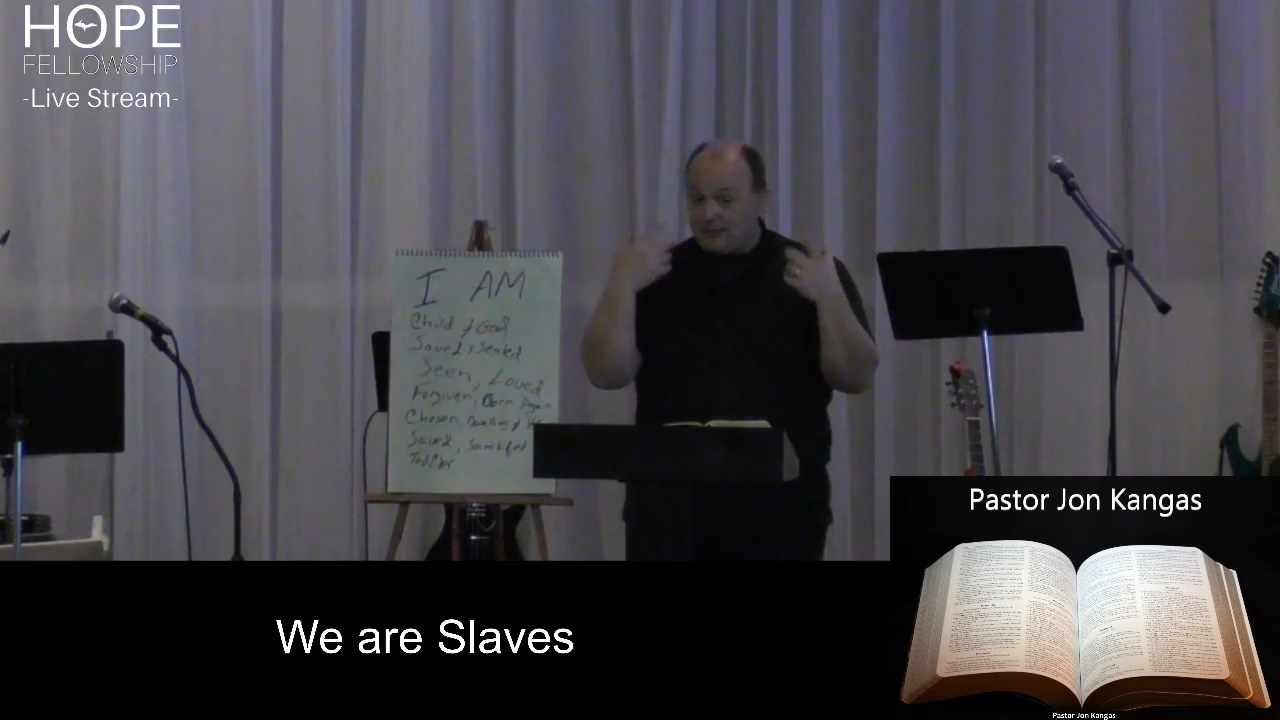 HOPE
FELLOWSHIP
-Live Stream-
I AM
Child of God
Saved & Sealed
Seen, Loved
Forgiven, Born Again
Chosen,
Saved, Sanctified
Pastor Jon Kangas
We are Slaves
Pastor Jon Kangas